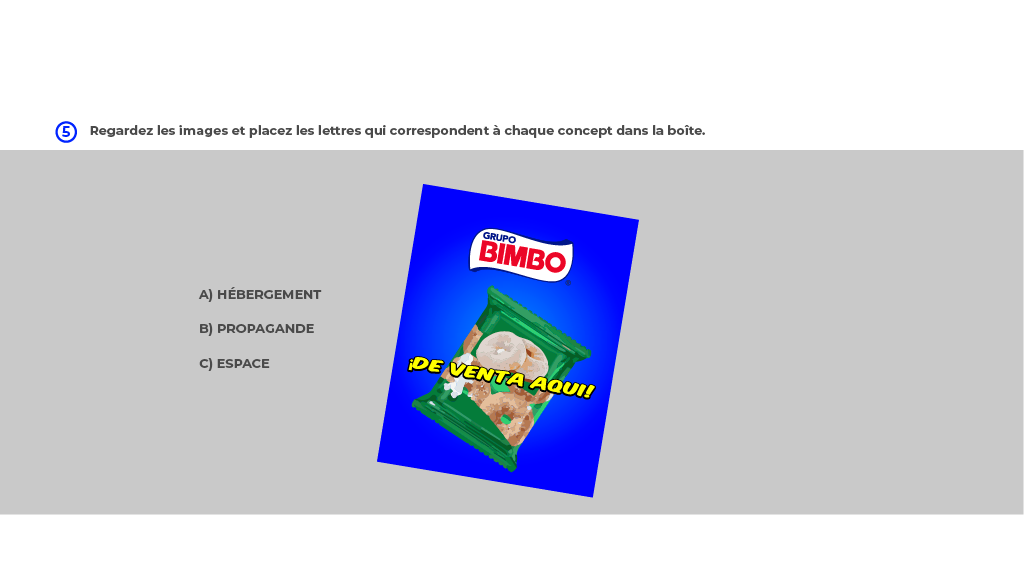 5 Regardez les images et placez les lettres qui correspondent à chaque concept dans la boîte.
A) HÉBERGEMENT
B) PROPAGANDE
C) ESPACE
GRUPO
BIMBO
®
¡DE VENTA AQUI!